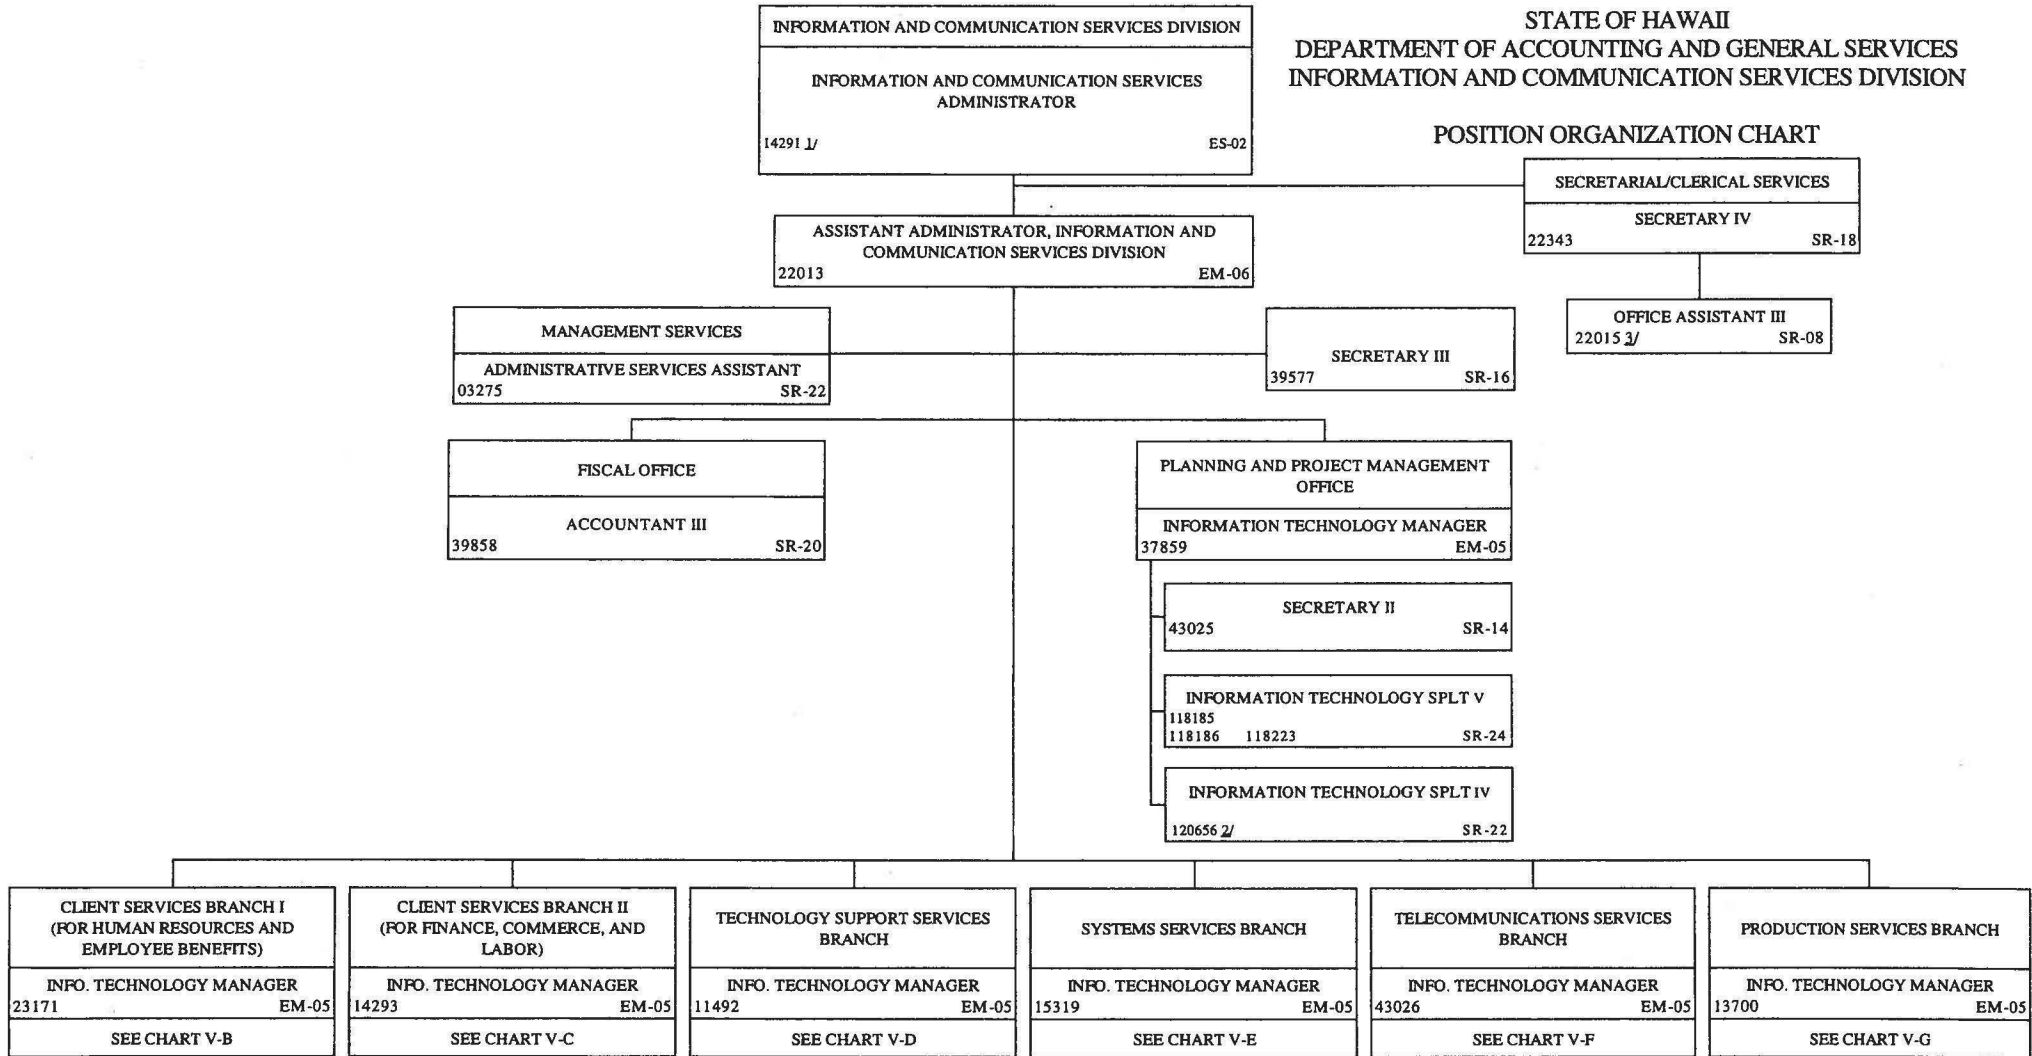 STATE OF HAWAII
DEPARTMENT OF ACCOUNTING AND GENERAL SERVICES
INFORMATION AND COMMUNICATION SERVICES DIVISION
POSITION ORGANIZATION CHART
INFORMATION AND COMMUNICATION SERVICES DIVISION
INFORMATION AND COMMUNICATION SERVICES
ADMINISTRATOR
14291 1/ ES-02
SECRETARIAL/CLERICAL SERVICES
SECRETARY IV
22343 SR-18
OFFICE ASSISTANT III
22015 3/ SR-08
ASSISTANT ADMINISTRATOR, INFORMATION AND
COMMUNICATION SERVICES DIVISION
22013 EM-06
MANAGEMENT SERVICES
ADMINISTRATIVE SERVICES ASSISTANT
03275 SR-22
SECRETARY III
39577 SR-16
FISCAL OFFICE
ACCOUNTANT III
39858 SR-20
PLANNING AND PROJECT MANAGEMENT
OFFICE
INFORMATION TECHNOLOGY MANAGER
37859 EM-05
SECRETARY II
43025 SR-14
INFORMATION TECHNOLOGY SPLT V
118185
118186 118223 SR-24
INFORMATION TECHNOLOGY SPLT IV
120656 2/ SR-22
CLIENT SERVICES BRANCH I
(FOR HUMAN RESOURCES AND
EMPLOYEE BENEFITS)
INFO. TECHNOLOGY MANAGER
23171 EM-05
SEE CHART V-B
CLIENT SERVICES BRANCH II
(FOR FINANCE, COMMERCE, AND
LABOR)
INFO. TECHNOLOGY MANAGER
14293 EM-05
SEE CHART V-C
TECHNOLOGY SUPPORT SERVICES
BRANCH
INFO. TECHNOLOGY MANAGER
11492 EM-05
SEE CHART V-D
SYSTEMS SERVICES BRANCH
INFO. TECHNOLOGY MANAGER
15319 EM-05
SEE CHART V-E
TELECOMMUNICATIONS SERVICES
BRANCH
INFO. TECHNOLOGY MANAGER
43026 EM-05
SEE CHART V-F
PRODUCTION SERVICES BRANCH
INFO. TECHNOLOGY MANAGER
13700 EM-05
SEE CHART V-G